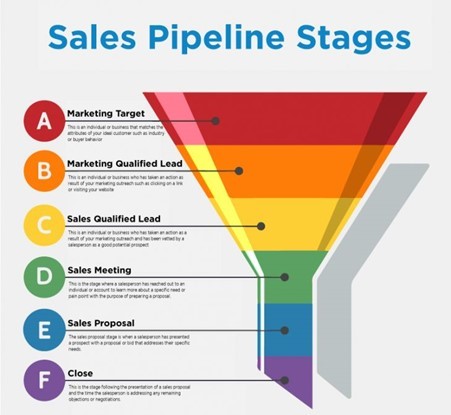 Sales Pipeline Stages
A
Marketing Target
This is an individual or business that matches the
attributes of your ideal customer such as industry
or buyer behavior
B
Marketing Qualified Lead
This is an individual or business who has taken an action as a
result of your marketing outreach such as clicking on a link
or visiting your website
C
Sales Qualified Lead
This is an individual or business who has taken an action as a
result of your marketing outreach and has been vetted by a
salesperson as a good potential prospect
D
Sales Meeting
This is the stage where a salesperson has reached out to an
individual or account to learn more about a specific need or
pain point with the purpose of preparing a proposal.
E
Sales Proposal
The sales proposal stage is when a salesperson has presented
a prospect with a proposal or bid that addresses their specific
needs.
F
Close
This is the stage following the presentation of a sales proposal
and the time the salesperson is addressing any remaining
objections or negotiations.